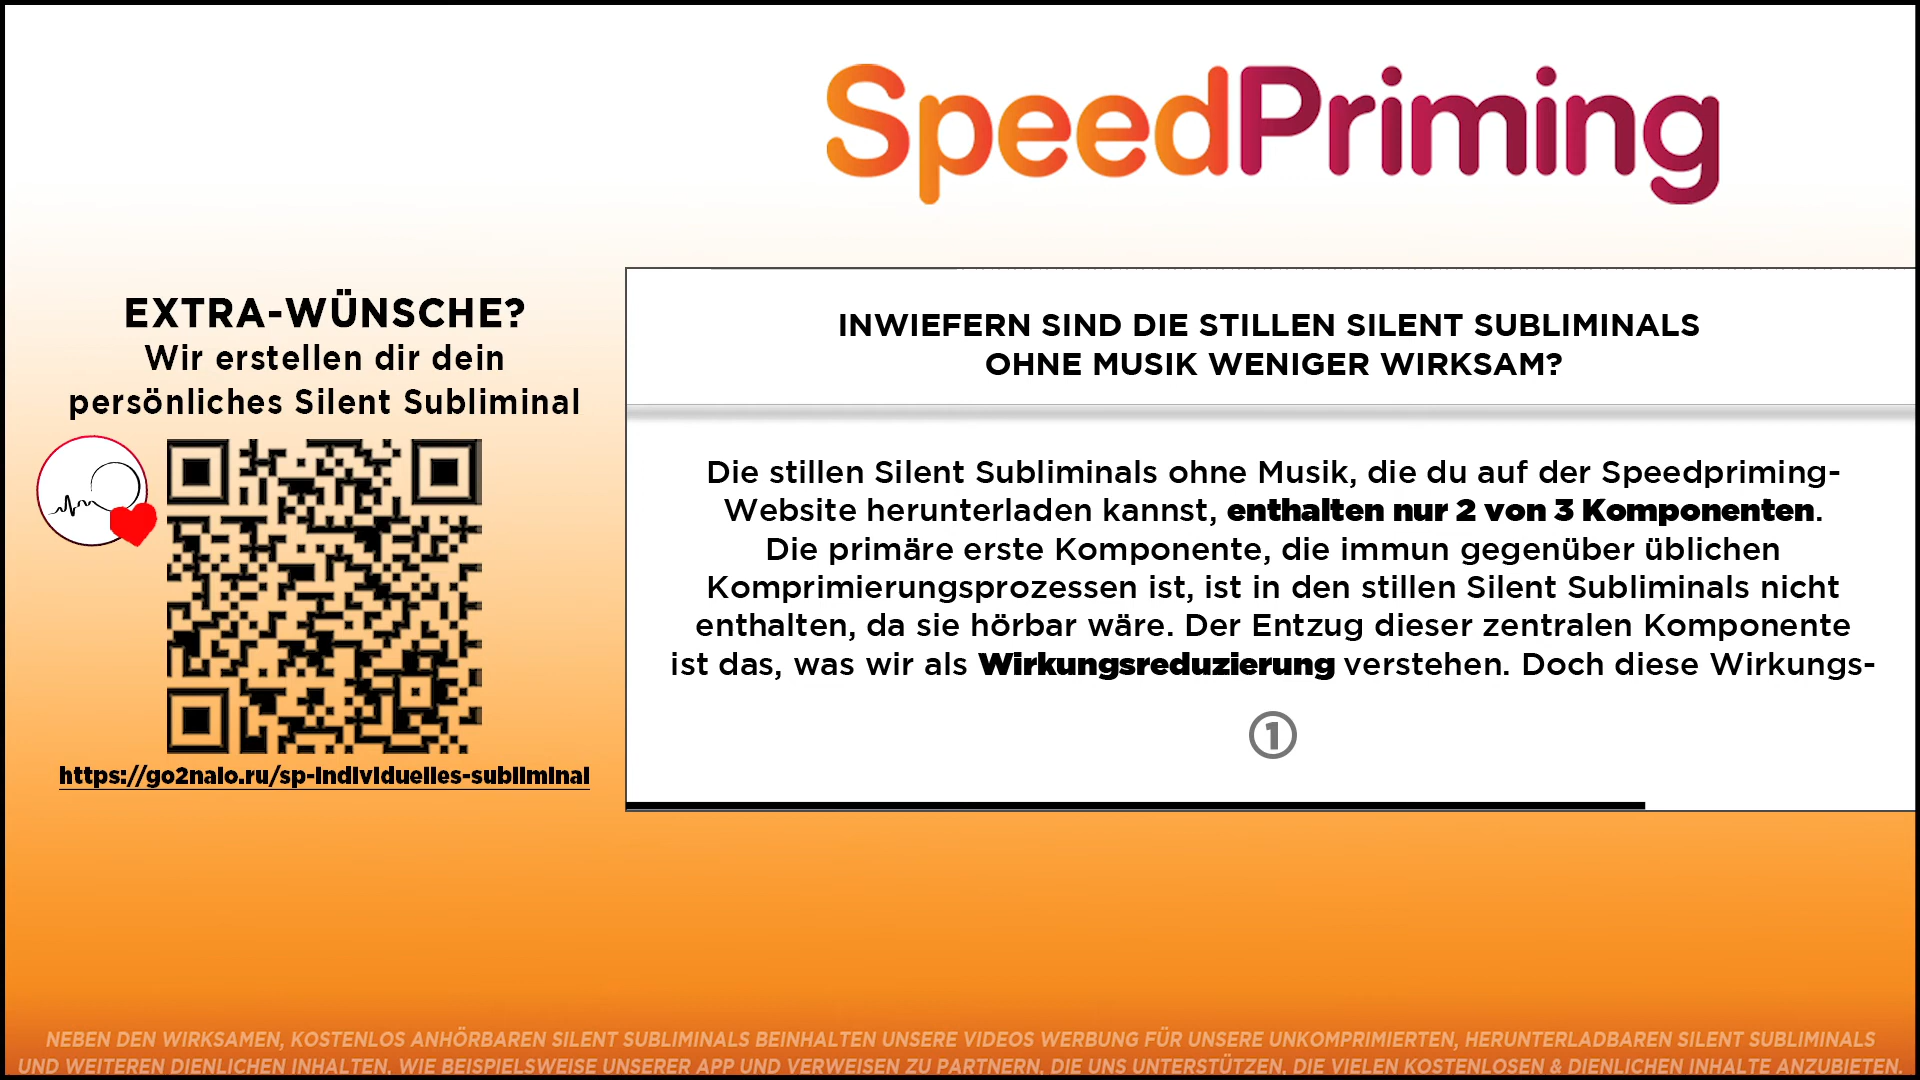 SpeedPriming
EXTRA-WÜNSCHE?
Wir erstellen dir dein
persönliches Silent Subliminal
https://go2nalo.ru/sp-individuelles-subliminal
INWIEFERN SIND DIE STILLEN SILENT SUBLIMINALS
OHNE MUSIK WENIGER WIRKSAM?
Die stillen Silent Subliminals ohne Musik, die du auf der Speedpriming-
Website herunterladen kannst, enthalten nur 2 von 3 Komponenten.
Die primäre erste Komponente, die immun gegenüber üblichen
Komprimierungsprozessen ist, ist in den stillen Silent Subliminals nicht
enthalten, da sie hörbar wäre. Der Entzug dieser zentralen Komponente
ist das, was wir als Wirkungsreduzierung verstehen. Doch diese Wirkungs-
1
NEBEN DEN WIRKSAMEN, KOSTENLOS ANHÖRBAREN SILENT SUBLIMINALS BEINHALTEN UNSERE VIDEOS WERBUNG FÜR UNSERE UNKOMPRIMIERTEN, HERUNTERLADBAREN SILENT SUBLIMINALS
UND WEITEREN DIENLICHEN INHALTEN, WIE BEISPIELSWEISE UNSERER APP UND VERWEISEN ZU PARTNERN, DIE UNS UNTERSTÜTZEN, DIE VIELEN KOSTENLOSEN & DIENLICHEN INHALTE ANZUBIETEN.